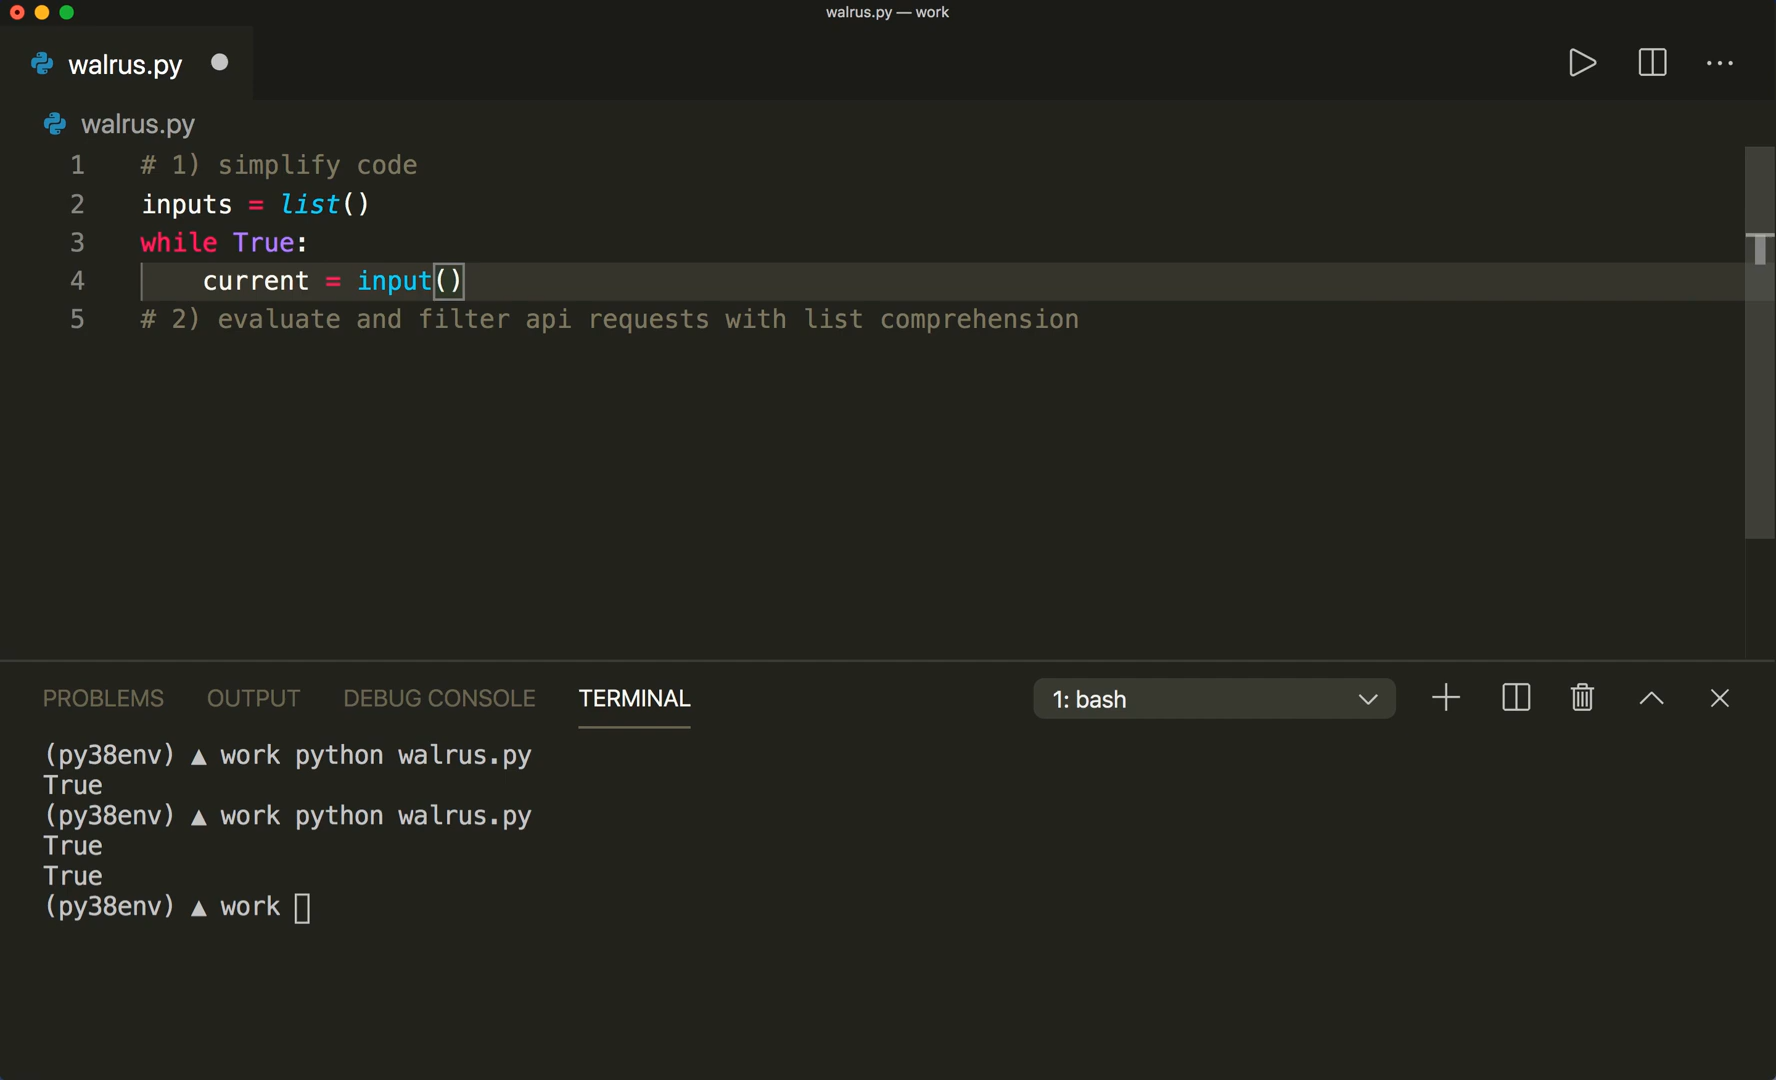 walrus.py — work
walrus.py
walrus.py
1 # 1) simplify code
2 inputs = list()
3 while True:
4     current = input()
5 # 2) evaluate and filter api requests with list comprehension
PROBLEMS OUTPUT DEBUG CONSOLE TERMINAL 1: bash
(py38env) ▲ work python walrus.py
True
(py38env) ▲ work python walrus.py
True
True
(py38env) ▲ work